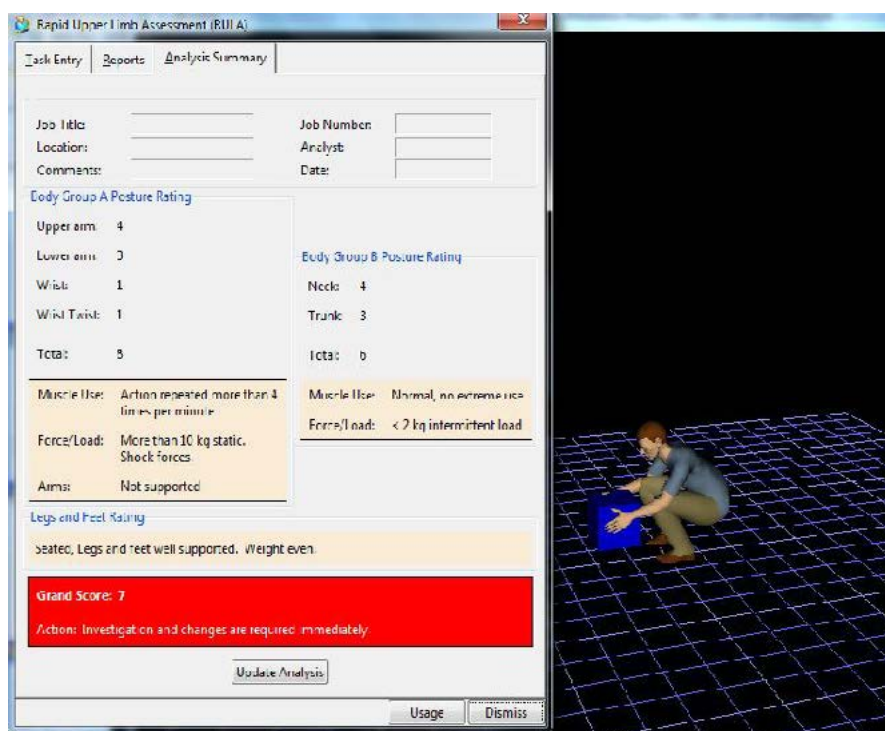 Rapid Upper Limb Assessment (RULA)
Task Entry Reports Analysis Summary
Job Title: Job Number:
Location: Analyst:
Comments: Date:
Body Group A Posture Rating
Upper arm: 4
Lower arm: 3
Wrist: 1
Wrist Twist: 1
Total: 8
Muscle Use: Action repeated more than 4
times per minute
Force/Load: More than 10 kg static.
Shock forces.
Arms: Not supported
Body Group B Posture Rating
Neck: 4
Trunk: 3
Total: 6
Muscle Use: Normal, no extreme use
Force/Load: < 2 kg intermittent load
Legs and Feet Rating
Seated, Legs and feet well supported. Weight even.
Grand Score: 7
Action: Investigation and changes are required immediately.
Update Analysis
Usage Dismiss